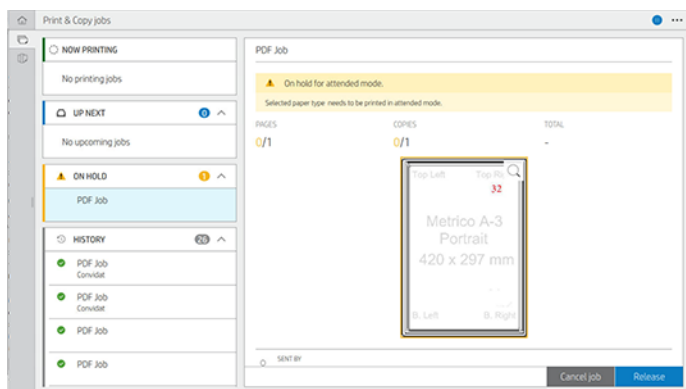 Print & Copy jobs
NOW PRINTING
No printing jobs
UP NEXT
0
No upcoming jobs
ON HOLD
1
PDF Job
HISTORY
26
PDF Job
Convidat
PDF Job
Convidat
PDF Job
PDF Job
PDF Job
On hold for attended mode.
Selected paper type needs to be printed in attended mode.
PAGES COPIES TOTAL
0/1 0/1 -
Top Left Top Ri
32
Metrico A-3
Portrait
420 x 297 mm
B. Left B. Right
SENT BY
Cancel job Release